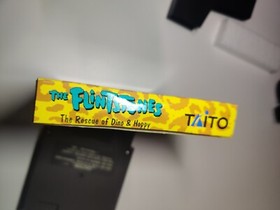 THE FLINTSTONES
The Rescue of Dino & Hoppy
TAITO